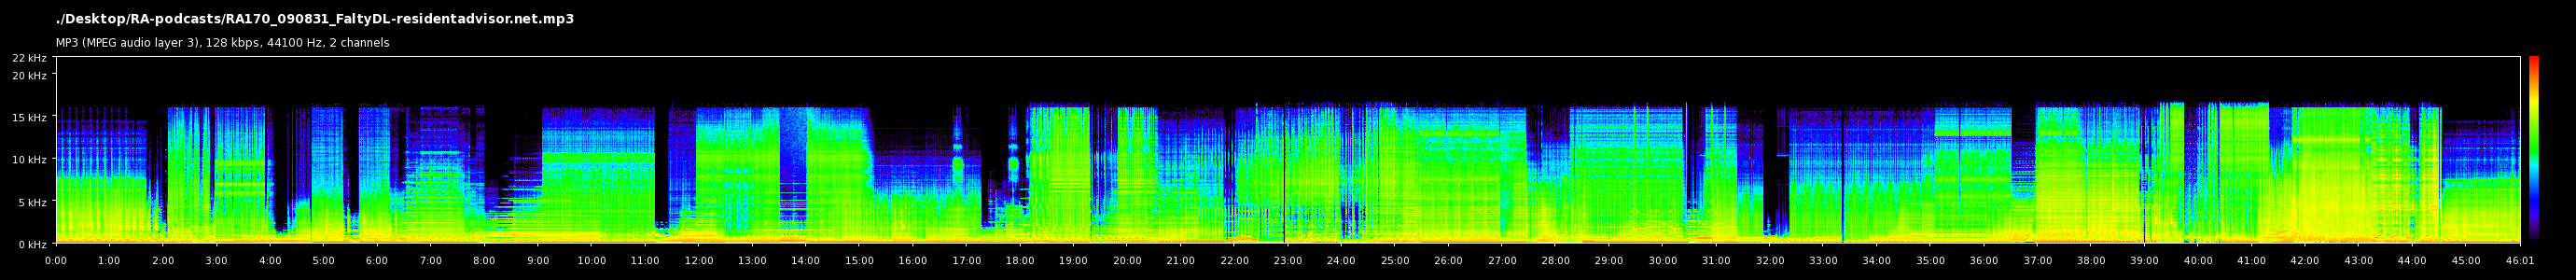 ./Desktop/RA-podcasts/RA170_090831_FaltyDL-residentadvisor.net.mp3
MP3 (MPEG audio layer 3), 128 kbps, 44100 Hz, 2 channels
22 kHz
20 kHz
15 kHz
10 kHz
5 kHz
0 kHz
0:00 1:00 2:00 3:00 4:00 5:00 6:00 7:00 8:00 9:00 10:00 11:00 12:00 13:00 14:00 15:00 16:00 17:00 18:00 19:00 20:00 21:00 22:00 23:00 24:00 25:00 26:00 27:00 28:00 29:00 30:00 31:00 32:00 33:00 34:00 35:00 36:00 37:00 38:00 39:00 40:00 41:00 42:00 43:00 44:00 45:00 46:01